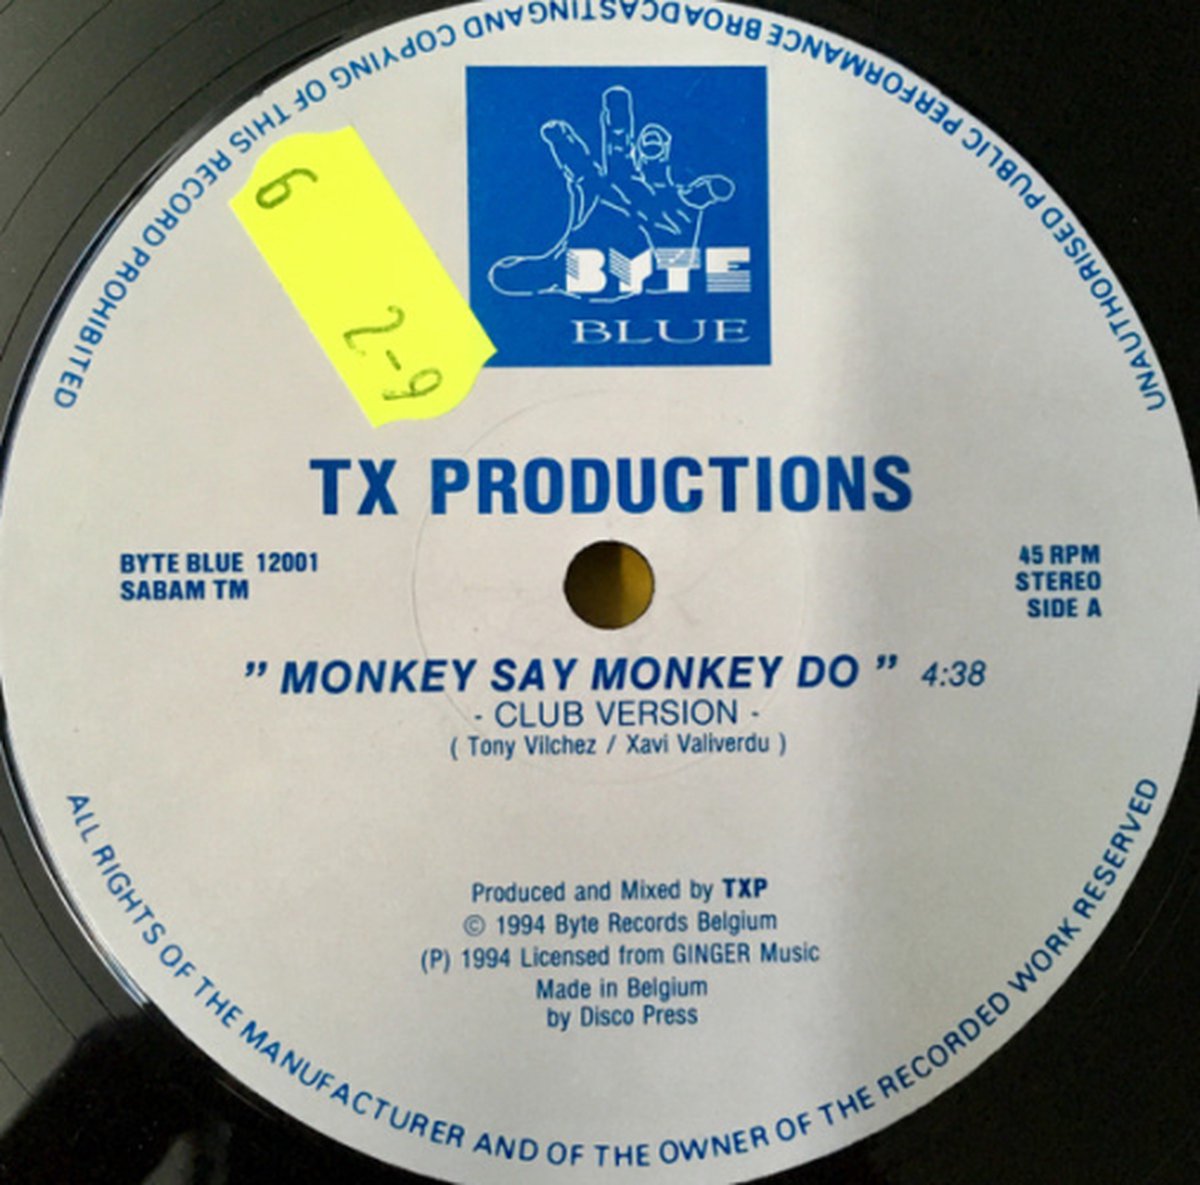 UNAUTHORISED PUBLIC PERFORMANCE BROADCASTING AND COPYING OF THIS RECORD PROHIBITED
BYTE
BLUE
6
2-9
TX PRODUCTIONS
BYTE BLUE 12001
SABAM TM
45 RPM
STEREO
SIDE A
” MONKEY SAY MONKEY DO ” 4:38
- CLUB VERSION -
( Tony Vilchez / Xavi Valiverdu )
Produced and Mixed by TXP
© 1994 Byte Records Belgium
(P) 1994 Licensed from GINGER Music
Made in Belgium
by Disco Press
ALL RIGHTS OF THE MANUFACTURER AND OF THE OWNER OF THE RECORDED WORK RESERVED